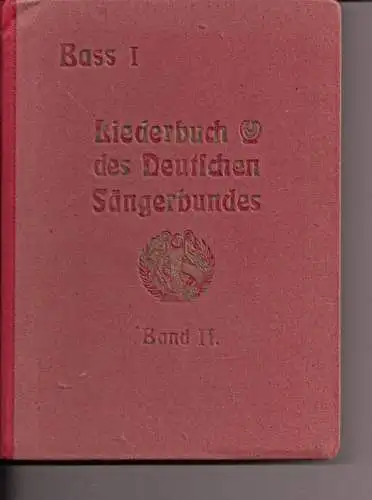 Bass I
Liederbuch
des Deutſchen
Sängerbundes
Band II.